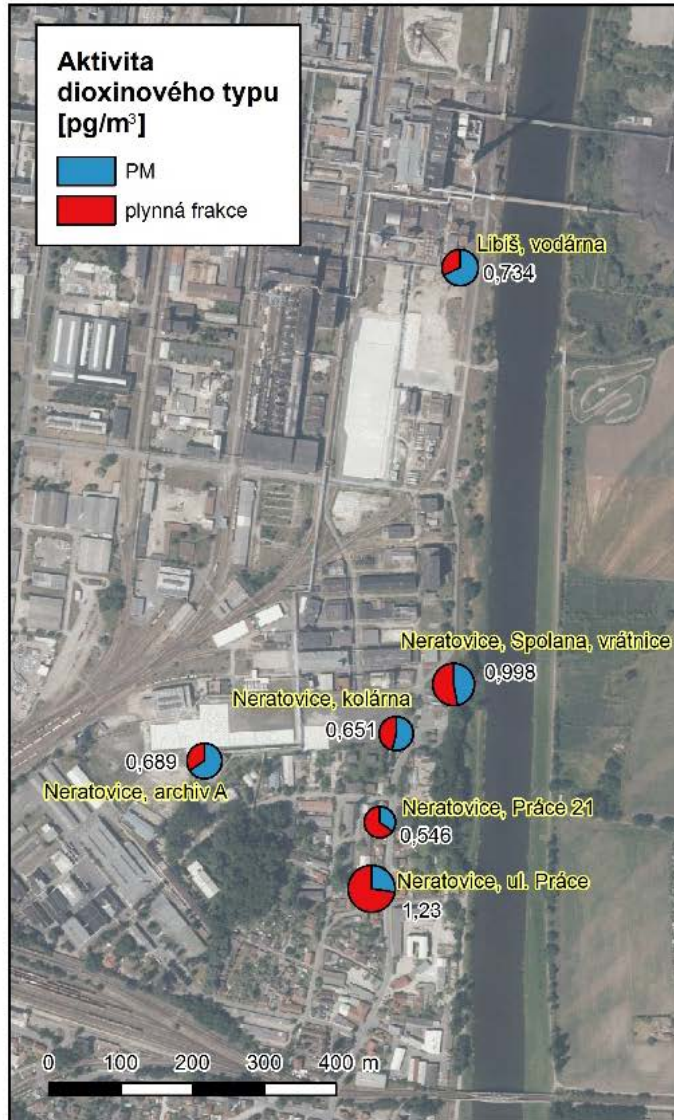 Aktivita
dioxinového typu
[pg/m³]
PM
plynná frakce
Libiš, vodárna
0,734
Neratovice, Spolana, vrátnice
0,998
Neratovice, kolárna
0,651
0,689
Neratovice, archiv A
Neratovice, Práce 21
0,546
Neratovice, ul. Práce
1,23
0 100 200 300 400 m